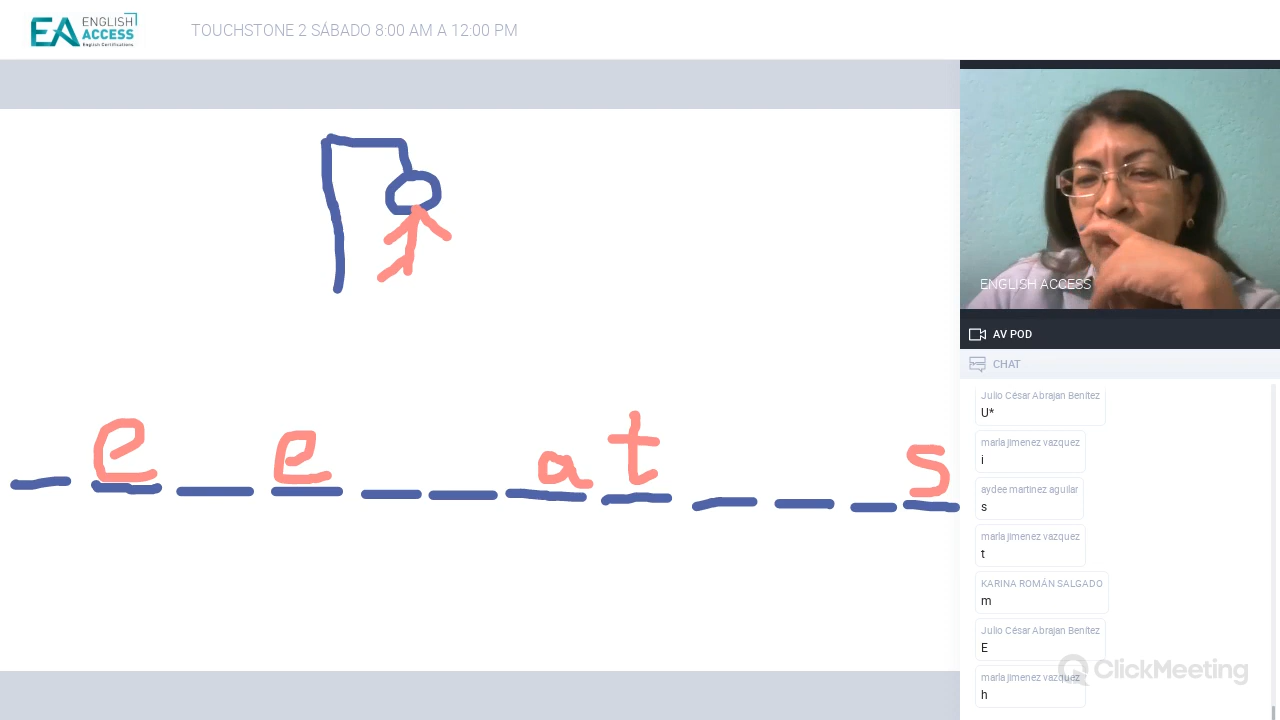 EA ENGLISH ACCESS
English Certifications
TOUCHSTONE 2 SÁBADO 8:00 AM A 12:00 PM
e e a t s
ENGLISH ACCESS
AV POD
CHAT
Julio César Abrajan Benítez
U*
marla jimenez vazquez
i
aydee martinez aguilar
s
marla jimenez vazquez
t
KARINA ROMÁN SALGADO
m
Julio César Abrajan Benítez
E
marla jimenez vazquez
h
ClickMeeting